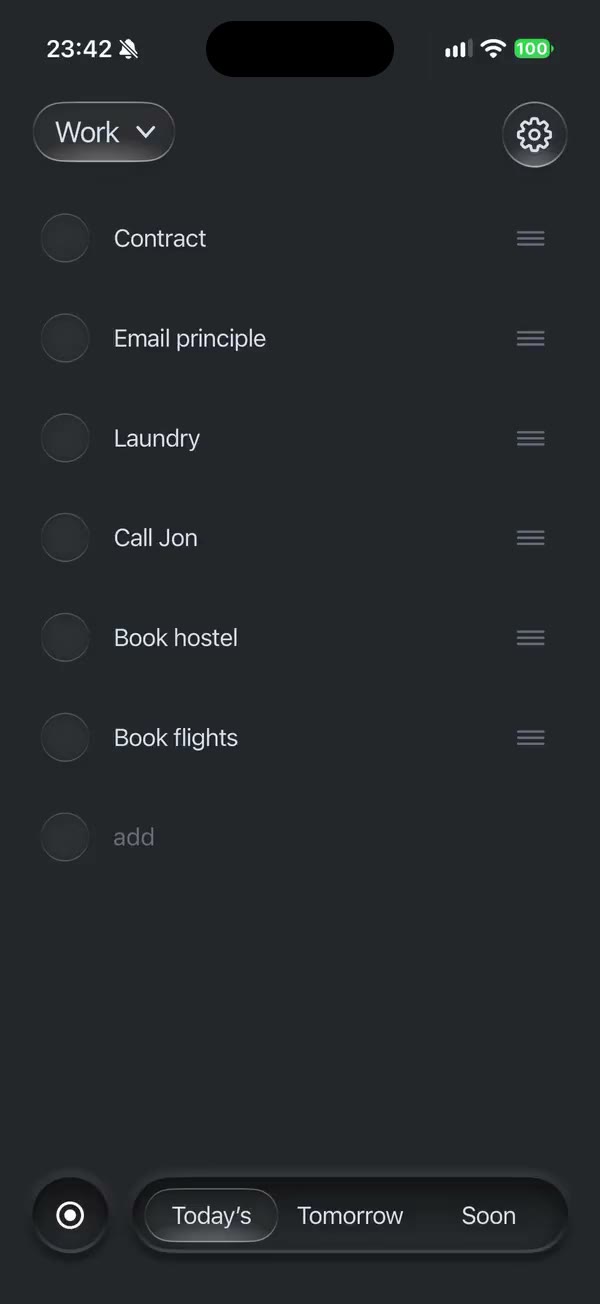 23:42
100
Work
Contract
Email principle
Laundry
Call Jon
Book hostel
Book flights
add
Today’s Tomorrow Soon